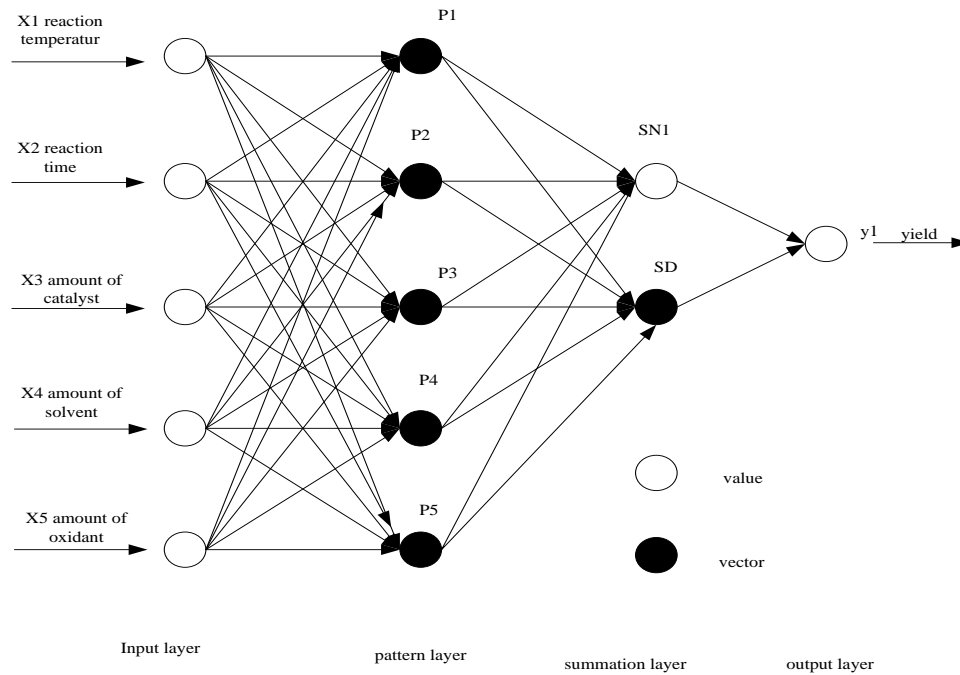 X1 reaction
temperatur
P1
X2 reaction
time
P2
SN1
X3 amount of
catalyst
P3
SD
y1 yield
X4 amount of
solvent
P4
X5 amount of
oxidant
P5
value
vector
Input layer
pattern layer
summation layer
output layer